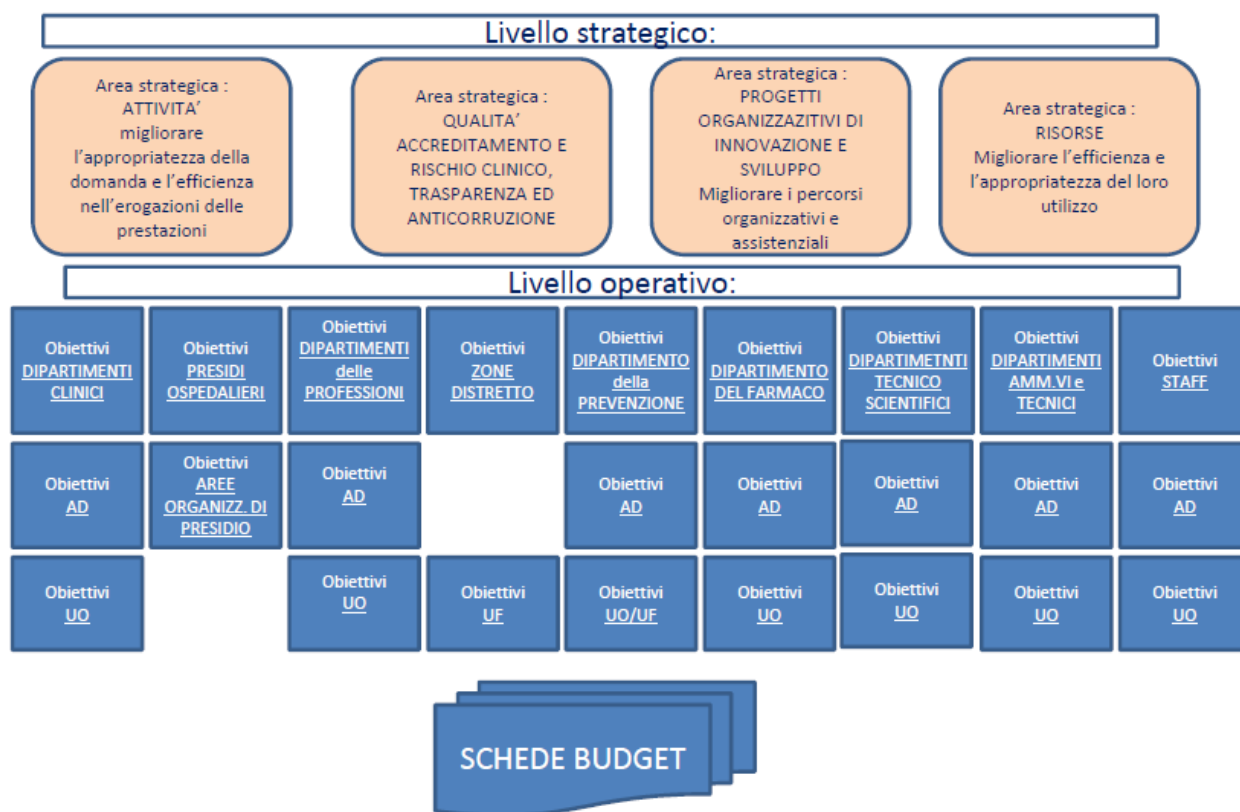 Livello strategico:
Area strategica :
ATTIVITA’
migliorare
l’appropriatezza della
domanda e l’efficienza
nell’erogazioni delle
prestazioni
Area strategica :
QUALITA’
ACCREDITAMENTO E
RISCHIO CLINICO,
TRASPARENZA ED
ANTICORRUZIONE
Area strategica :
PROGETTI
ORGANIZZAZITIVI DI
INNOVAZIONE E
SVILUPPO
Migliorare i percorsi
organizzativi e
assistenziali
Area strategica :
RISORSE
Migliorare l’efficienza e
l’appropriatezza del loro
utilizzo
Livello operativo:
Obiettivi
DIPARTIMENTI
CLINICI
Obiettivi
PRESIDI
OSPEDALIERI
Obiettivi
DIPARTIMENTI
delle
PROFESSIONI
Obiettivi
ZONE
DISTRETTO
Obiettivi
DIPARTIMENTO
della
PREVENZIONE
Obiettivi
DIPARTIMENTO
DEL FARMACO
Obiettivi
DIPARTIMETNTI
TECNICO
SCIENTIFICI
Obiettivi
DIPARTIMENTI
AMM.VI e
TECNICI
Obiettivi
STAFF
Obiettivi
AD
Obiettivi
AREE
ORGANIZZ. DI
PRESIDIO
Obiettivi
AD
Obiettivi
AD
Obiettivi
AD
Obiettivi
AD
Obiettivi
AD
Obiettivi
AD
Obiettivi
UO
Obiettivi
UO
Obiettivi
UF
Obiettivi
UO/UF
Obiettivi
UO
Obiettivi
UO
Obiettivi
UO
Obiettivi
UO
SCHEDE BUDGET